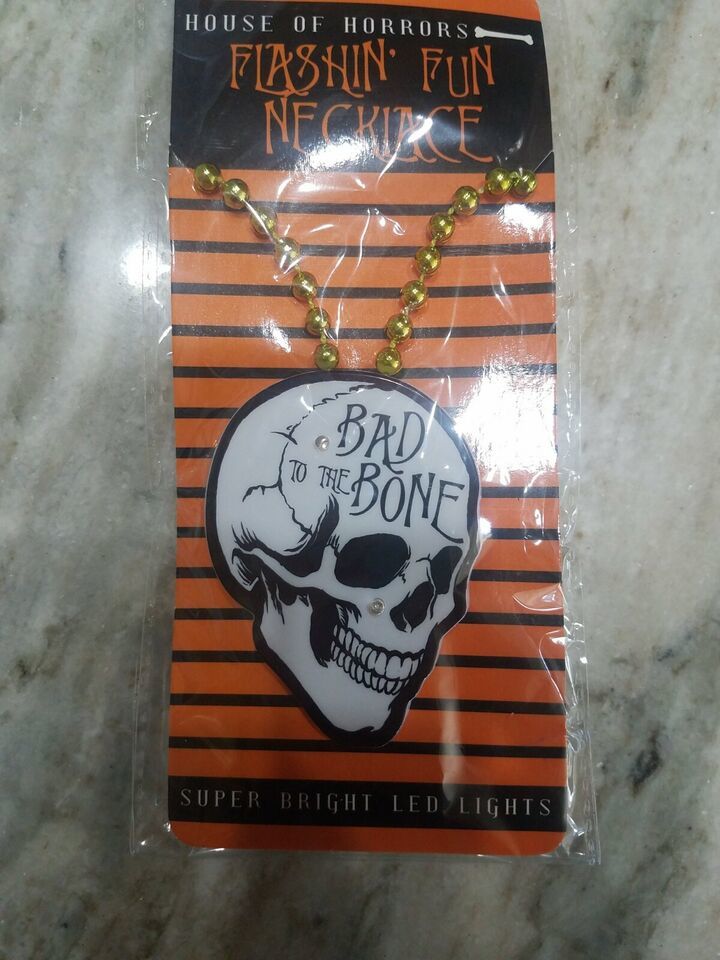 HOUSE OF HORRORS
FLASHIN' FUN
NECKLACE
BAD
TO THE BONE
SUPER BRIGHT LED LIGHTS